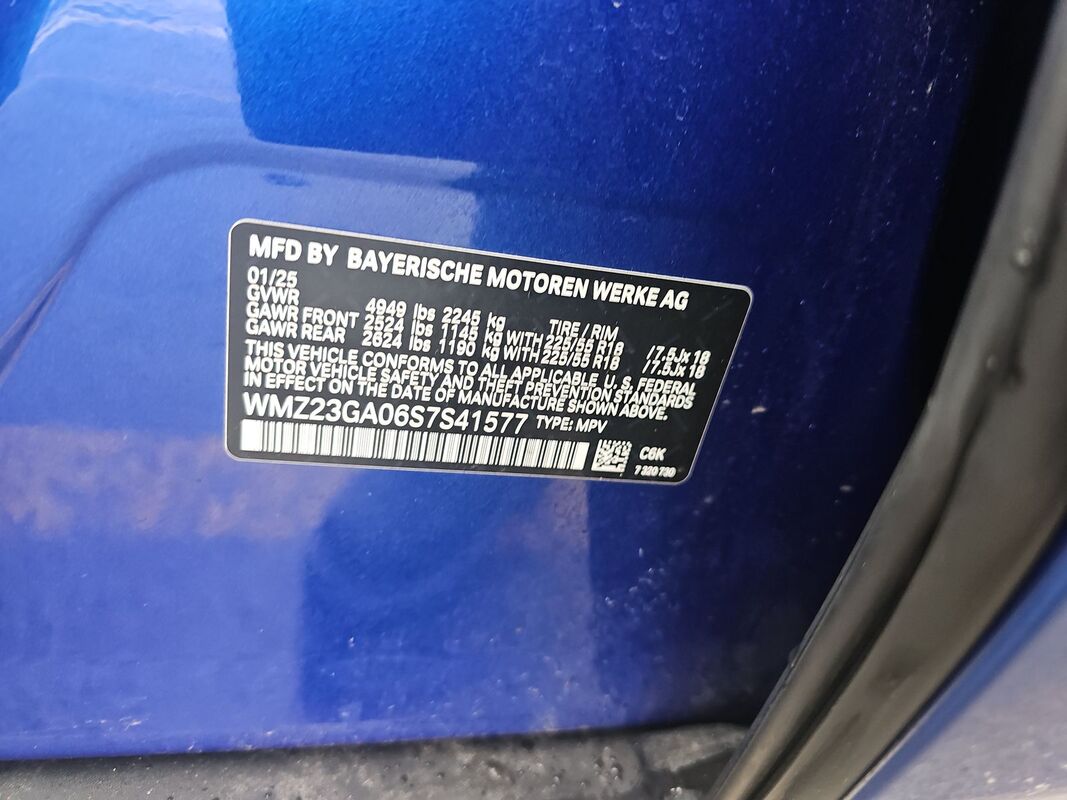 MFD BY BAYERISCHE MOTOREN WERKE AG
01/25
GVWR 4949 lbs 2245 kg TIRE / RIM
GAWR FRONT 2524 lbs 1145 kg WITH 225/55 R18 /7.5Jx18
GAWR REAR 2624 lbs 1190 kg WITH 225/55 R18 /7.5Jx18
THIS VEHICLE CONFORMS TO ALL APPLICABLE U.S. FEDERAL
MOTOR VEHICLE SAFETY AND THEFT PREVENTION STANDARDS
IN EFFECT ON THE DATE OF MANUFACTURE SHOWN ABOVE.
WMZ23GA06S7S41577 TYPE: MPV
C6K
7 320 730